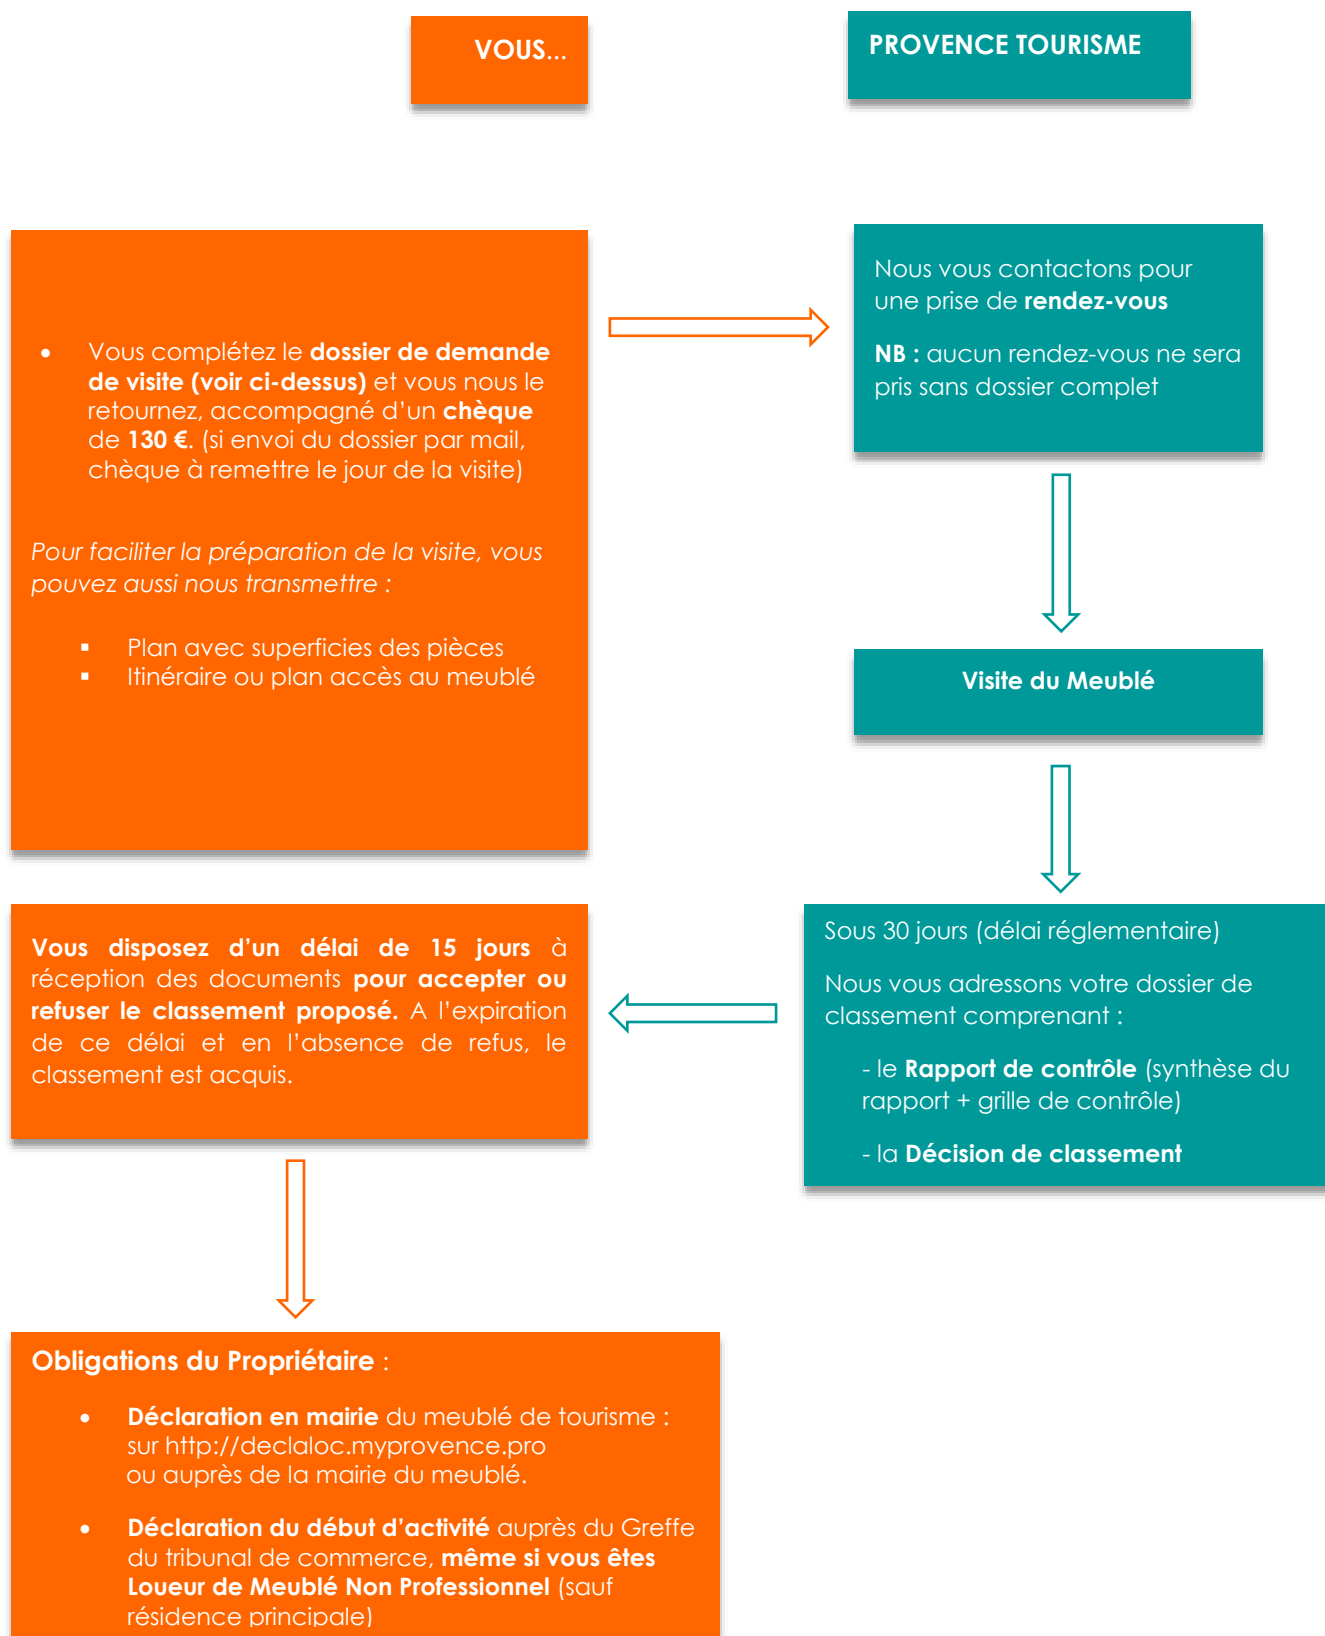 VOUS...
PROVENCE TOURISME
• Vous complétez le dossier de demande
de visite (voir ci-dessus) et vous nous le
retournez, accompagné d’un chèque
de 130 €. (si envoi du dossier par mail,
chèque à remettre le jour de la visite)
Pour faciliter la préparation de la visite, vous
pouvez aussi nous transmettre :
▪ Plan avec superficies des pièces
▪ Itinéraire ou plan accès au meublé
Nous vous contactons pour
une prise de rendez-vous
NB : aucun rendez-vous ne sera
pris sans dossier complet
Visite du Meublé
Sous 30 jours (délai réglementaire)
Nous vous adressons votre dossier de
classement comprenant :
- le Rapport de contrôle (synthèse du
rapport + grille de contrôle)
- la Décision de classement
Vous disposez d’un délai de 15 jours à
réception des documents pour accepter ou
refuser le classement proposé. A l’expiration
de ce délai et en l’absence de refus, le
classement est acquis.
Obligations du Propriétaire :
• Déclaration en mairie du meublé de tourisme :
sur http://declaloc.myprovence.pro
ou auprès de la mairie du meublé.
• Déclaration du début d’activité auprès du Greffe
du tribunal de commerce, même si vous êtes
Loueur de Meublé Non Professionnel (sauf
résidence principale)